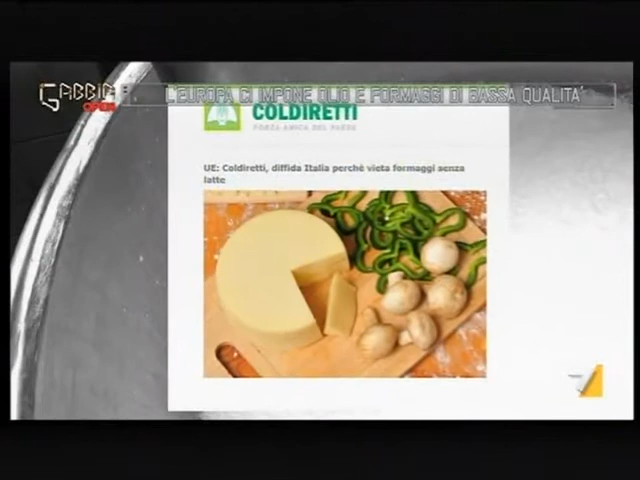 GABBIA
OPEN
L'EUROPA CI IMPONE OLIO E FORMAGGI DI BASSA QUALITA'
COLDIRETTI
FORZA AMICA DEL PAESE
UE: Coldiretti, diffida Italia perchè vieta formaggi senza
latte